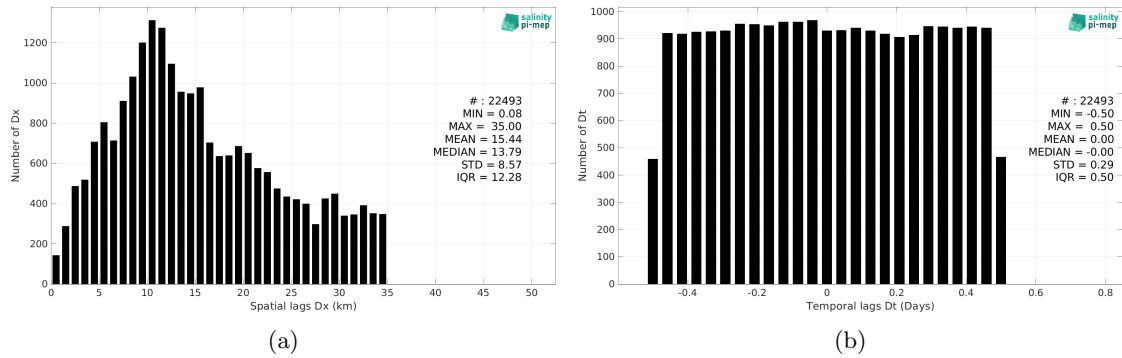 salinity
pi-mep
1200
1000
800
600
400
200
0
Number of Dx
# : 22493
MIN = 0.08
MAX = 35.00
MEAN = 15.44
MEDIAN = 13.79
STD = 8.57
IQR = 12.28
0 5 10 15 20 25 30 35 40 45 50
Spatial lags Dx (km)
(a)
salinity
pi-mep
1000
900
800
700
600
500
400
300
200
100
0
Number of Dt
# : 22493
MIN = -0.50
MAX = 0.50
MEAN = 0.00
MEDIAN = -0.00
STD = 0.29
IQR = 0.50
-0.4 -0.2 0 0.2 0.4 0.6 0.8
Temporal lags Dt (Days)
(b)